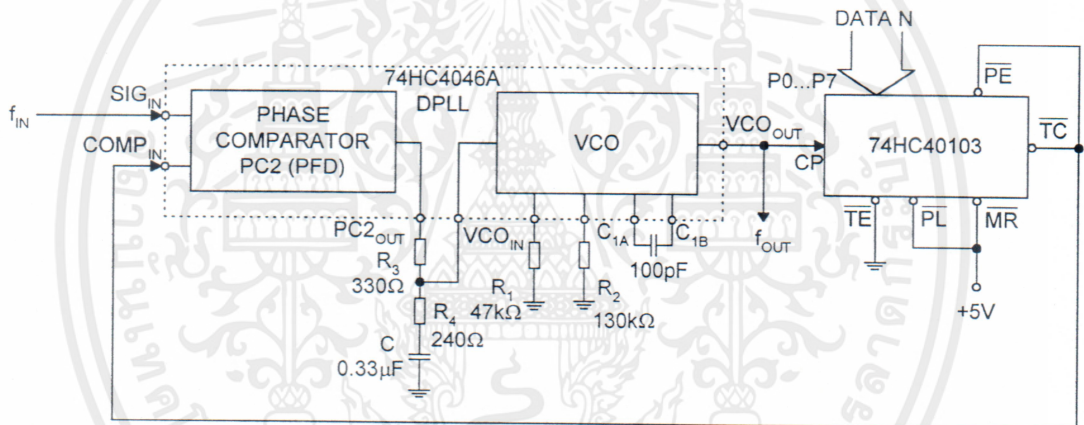 DATA N
74HC4046A
DPLL
P0...P7
PE
SIG_IN
f_IN
PHASE
COMPARATOR
PC2 (PFD)
VCO
VCO_OUT
74HC40103
TC
COMP_IN
CP
TE
PL
MR
PC2_OUT
VCO_IN
C_1A
C_1B
100pF
f_OUT
R_3
330Ω
R_1
47kΩ
R_2
130kΩ
+5V
R_4
240Ω
C
0.33µF